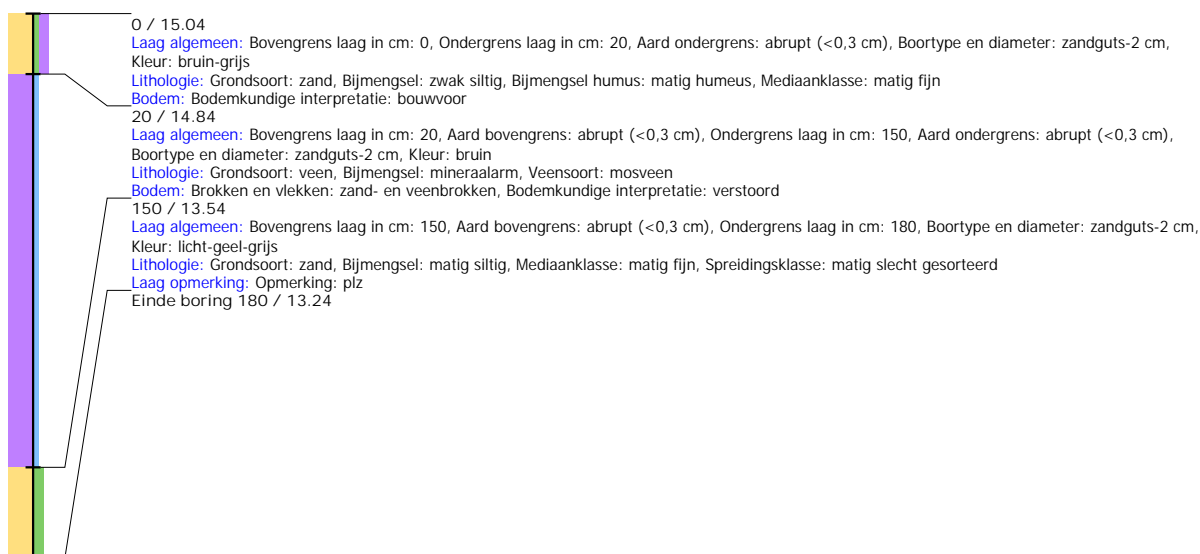 0 / 15.04
Laag algemeen: Bovengrens laag in cm: 0, Ondergrens laag in cm: 20, Aard ondergrens: abrupt (<0,3 cm), Boortype en diameter: zandguts-2 cm,
Kleur: bruin-grijs
Lithologie: Grondsoort: zand, Bijmengsel: zwak siltig, Bijmengsel humus: matig humeus, Mediaanklasse: matig fijn
Bodem: Bodemkundige interpretatie: bouwvoor
20 / 14.84
Laag algemeen: Bovengrens laag in cm: 20, Aard bovengrens: abrupt (<0,3 cm), Ondergrens laag in cm: 150, Aard ondergrens: abrupt (<0,3 cm),
Boortype en diameter: zandguts-2 cm, Kleur: bruin
Lithologie: Grondsoort: veen, Bijmengsel: mineraalarm, Veensoort: mosveen
Bodem: Brokken en vlekken: zand- en veenbrokken, Bodemkundige interpretatie: verstoord
150 / 13.54
Laag algemeen: Bovengrens laag in cm: 150, Aard bovengrens: abrupt (<0,3 cm), Ondergrens laag in cm: 180, Boortype en diameter: zandguts-2 cm,
Kleur: licht-geel-grijs
Lithologie: Grondsoort: zand, Bijmengsel: matig siltig, Mediaanklasse: matig fijn, Spreidingsklasse: matig slecht gesorteerd
Laag opmerking: Opmerking: plz
Einde boring 180 / 13.24